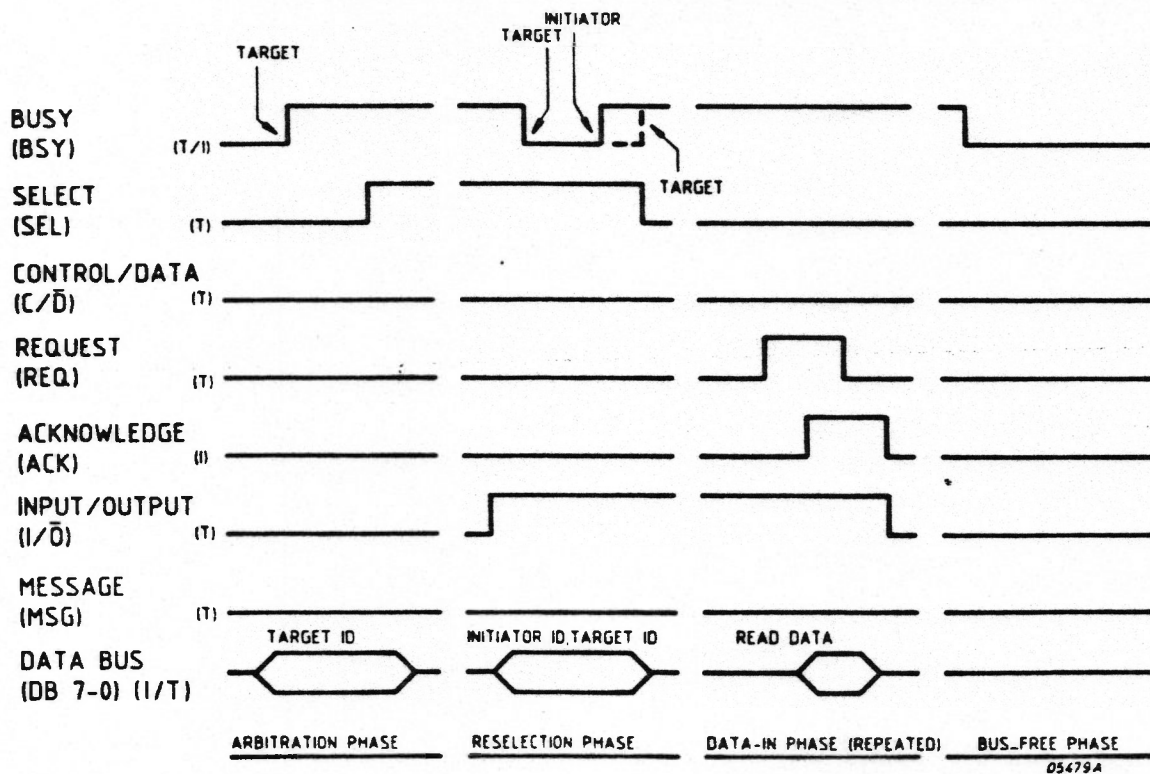 INITIATOR
TARGET
TARGET
BUSY
(BSY)
(T/I)
TARGET
SELECT
(SEL)
(T)
CONTROL/DATA
(C/D̄)
(T)
REQUEST
(REQ)
(T)
ACKNOWLEDGE
(ACK)
(I)
INPUT/OUTPUT
(I/Ō)
(T)
MESSAGE
(MSG)
(T)
TARGET ID
INITIATOR ID,TARGET ID
READ DATA
DATA BUS
(DB 7-0) (I/T)
ARBITRATION PHASE
RESELECTION PHASE
DATA-IN PHASE (REPEATED)
BUS_FREE PHASE
05479A